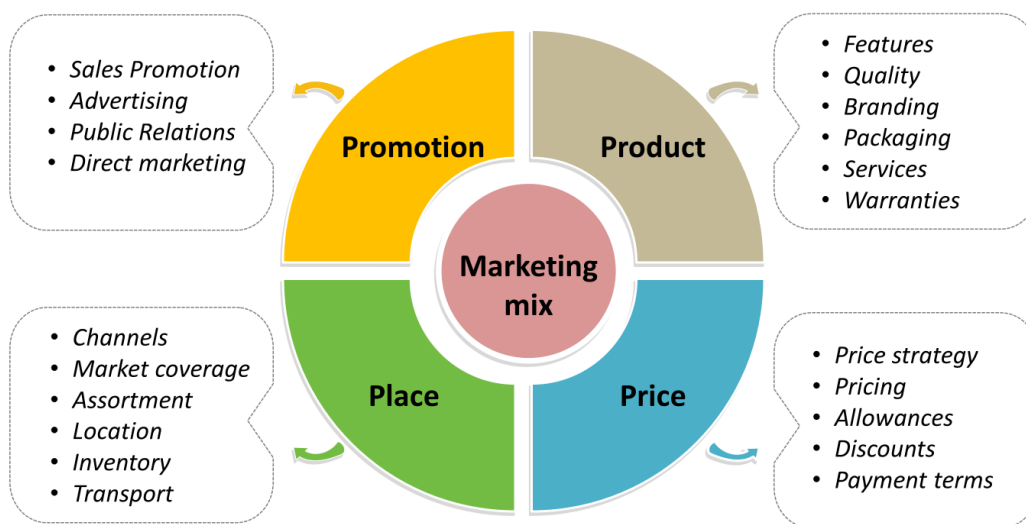 • Sales Promotion
• Advertising
• Public Relations
• Direct marketing
Promotion
Product
• Features
• Quality
• Branding
• Packaging
• Services
• Warranties
Marketing
mix
• Channels
• Market coverage
• Assortment
• Location
• Inventory
• Transport
Place
Price
• Price strategy
• Pricing
• Allowances
• Discounts
• Payment terms